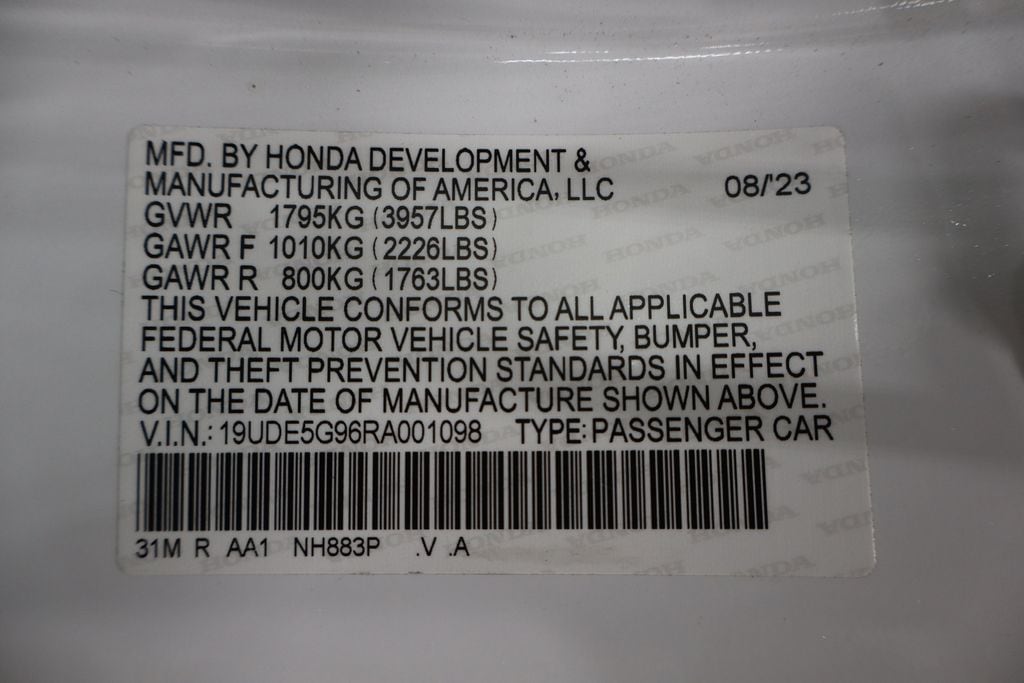 MFD. BY HONDA DEVELOPMENT &
MANUFACTURING OF AMERICA, LLC 08/'23
GVWR 1795KG (3957LBS)
GAWR F 1010KG (2226LBS)
GAWR R 800KG (1763LBS)
THIS VEHICLE CONFORMS TO ALL APPLICABLE
FEDERAL MOTOR VEHICLE SAFETY, BUMPER,
AND THEFT PREVENTION STANDARDS IN EFFECT
ON THE DATE OF MANUFACTURE SHOWN ABOVE.
V.I.N.: 19UDE5G96RA001098 TYPE: PASSENGER CAR
31M R AA1 NH883P .V .A